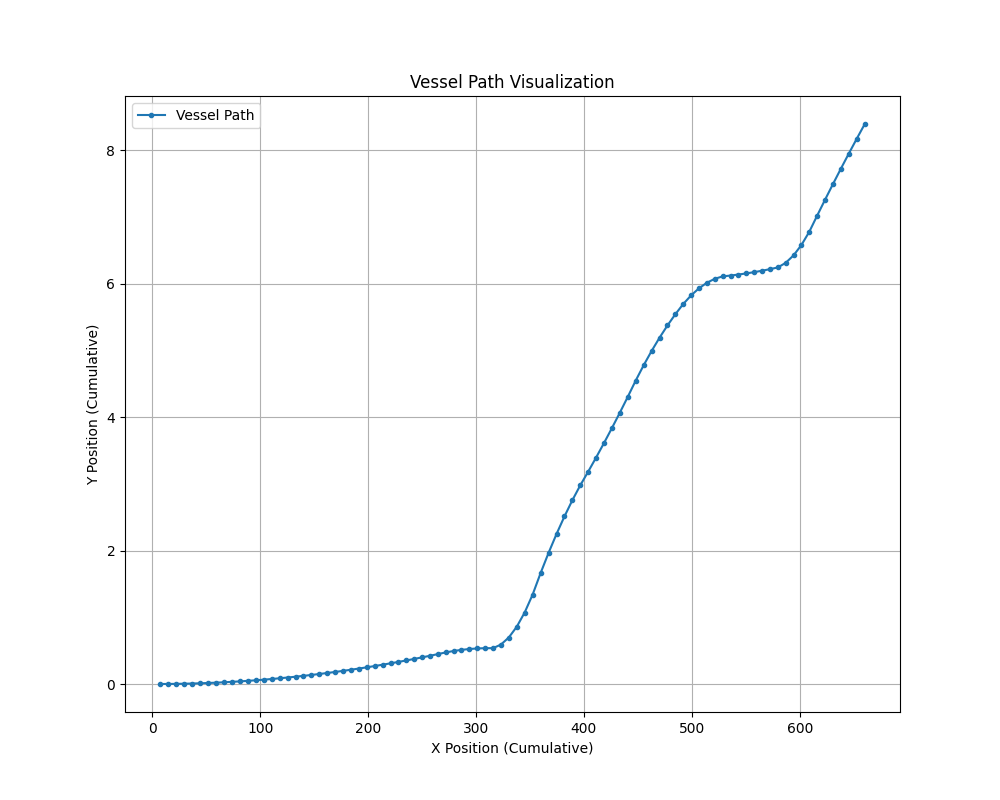 Vessel Path Visualization
Vessel Path
Y Position (Cumulative)
8
6
4
2
0
0 100 200 300 400 500 600
X Position (Cumulative)